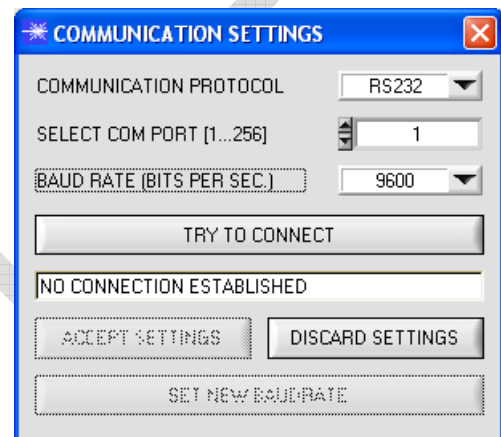 COMMUNICATION SETTINGS
COMMUNICATION PROTOCOL RS232
SELECT COM PORT [1...256] 1
BAUD RATE (BITS PER SEC.) 9600
TRY TO CONNECT
NO CONNECTION ESTABLISHED
ACCEPT SETTINGS DISCARD SETTINGS
SET NEW BAUDRATE